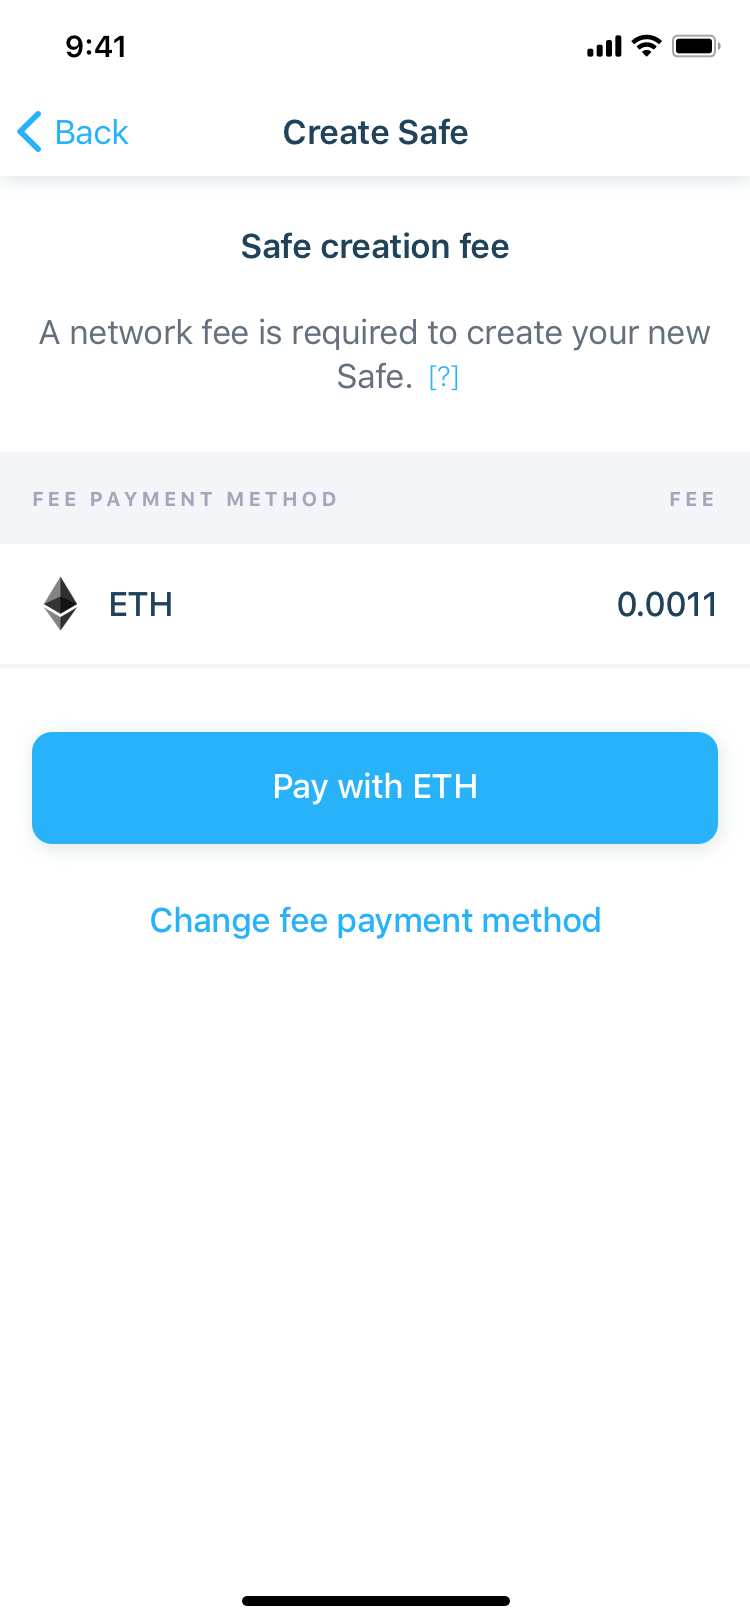 9:41
Back
Create Safe
Safe creation fee
A network fee is required to create your new
Safe. [?]
FEE PAYMENT METHOD FEE
ETH 0.0011
Pay with ETH
Change fee payment method